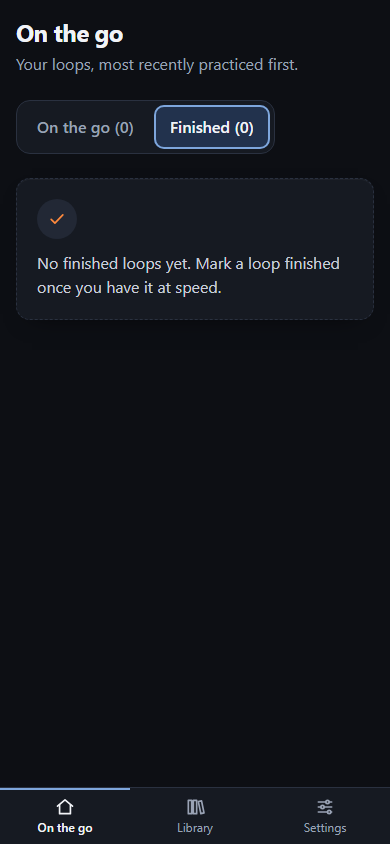 On the go
Your loops, most recently practiced first.
On the go (0)
Finished (0)
No finished loops yet. Mark a loop finished
once you have it at speed.
On the go
Library
Settings